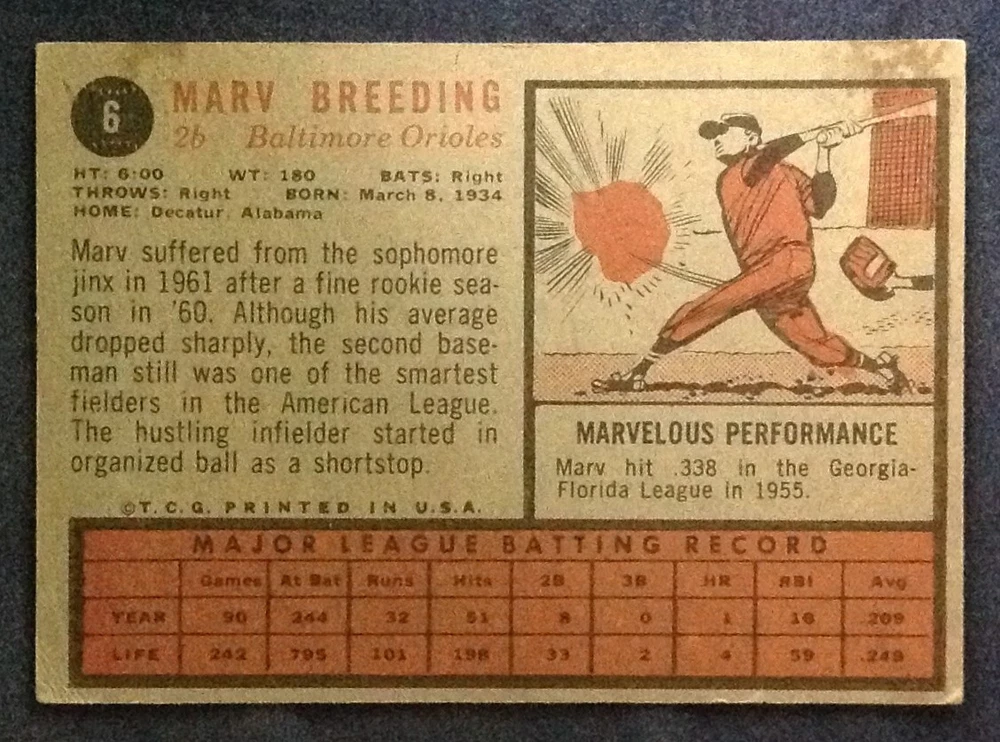 6
MARV BREEDING
2b Baltimore Orioles
HT: 6:00 WT: 180 BATS: Right
THROWS: Right BORN: March 8, 1934
HOME: Decatur, Alabama
Marv suffered from the sophomore
jinx in 1961 after a fine rookie sea-
son in '60. Although his average
dropped sharply, the second base-
man still was one of the smartest
fielders in the American League.
The hustling infielder started in
organized ball as a shortstop.
©T.C.G. PRINTED IN U.S.A.
MARVELOUS PERFORMANCE
Marv hit .338 in the Georgia-
Florida League in 1955.
MAJOR LEAGUE BATTING RECORD
Games At Bat Runs Hits 2B 3B HR RBI Avg
YEAR 90 244 32 51 8 0 1 16 .209
LIFE 242 795 101 198 33 2 4 59 .249